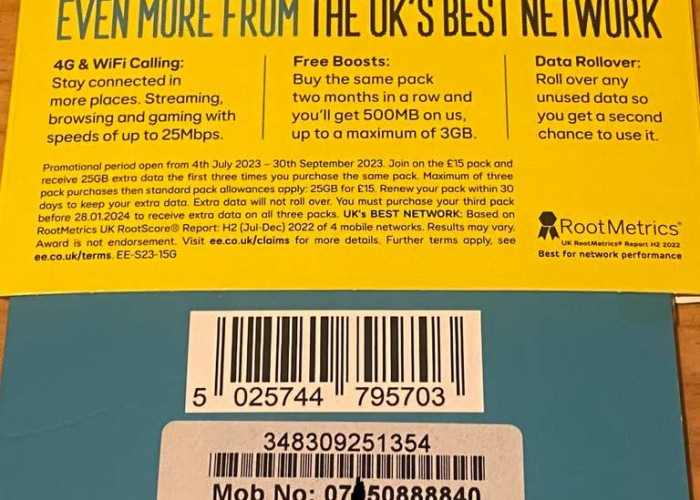 EVEN MORE FROM THE UK'S BEST NETWORK
4G & WiFi Calling:
Stay connected in
more places. Streaming,
browsing and gaming with
speeds of up to 25Mbps.
Free Boosts:
Buy the same pack
two months in a row and
you'll get 500MB on us,
up to a maximum of 3GB.
Data Rollover:
Roll over any
unused data so
you get a second
chance to use it.
Promotional period open from 4th July 2023 – 30th September 2023. Join on the £15 pack and
receive 25GB extra data the first three times you purchase the same pack. Maximum of three
pack purchases then standard pack allowances apply: 25GB for £15. Renew your pack within 30
days to keep your extra data. Extra data will not roll over. You must purchase your third pack
before 28.01.2024 to receive extra data on all three packs. UK's BEST NETWORK: Based on
RootMetrics UK RootScore® Report: H2 (Jul-Dec) 2022 of 4 mobile networks. Results may vary.
Award is not endorsement. Visit ee.co.uk/claims for more details. Further terms apply, see
ee.co.uk/terms. EE-S23-15G
RootMetrics®
UK RootMetrics® Report H2 2022
Best for network performance
5 025744 795703
348309251354
Mob No: